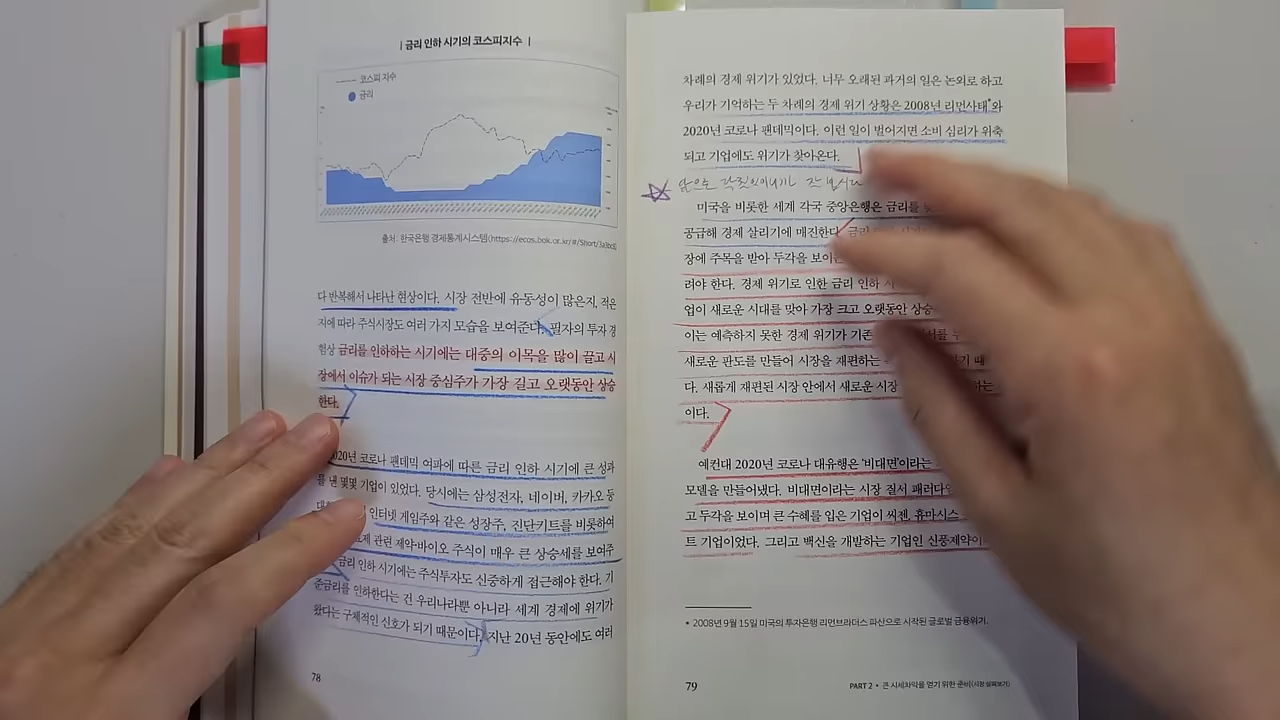 | 금리 인하 시기의 코스피지수 |
코스피 지수
금리
출처: 한국은행 경제통계시스템(https://ecos.bok.or.kr/#/Short/3a3bd8
다 반복해서 나타난 현상이다. 시장 전반에 유동성이 많은지, 적은
지에 따라 주식시장도 여러 가지 모습을 보여준다. 필자의 투자 경
험상 금리를 인하하는 시기에는 대중의 이목을 많이 끌고 시
장에서 이슈가 되는 시장 중심주가 가장 길고 오랫동안 상승
한다.
2020년 코로나 팬데믹 여파에 따른 금리 인하 시기에 큰 성과
를 낸 몇몇 기업이 있었다. 당시에는 삼성전자, 네이버, 카카오 등
인터넷 게임주와 같은 성장주, 진단키트를 비롯하여
관련 제약·바이오 주식이 매우 큰 상승세를 보여주
금리 인하 시기에는 주식투자도 신중하게 접근해야 한다. 기
준금리를 인하한다는 건 우리나라뿐 아니라 세계 경제에 위기가
왔다는 구체적인 신호가 되기 때문이다. 지난 20년 동안에도 여러
78
차례의 경제 위기가 있었다. 너무 오래된 과거의 일은 논외로 하고
우리가 기억하는 두 차례의 경제 위기 상황은 2008년 리먼사태*와
2020년 코로나 팬데믹이다. 이런 일이 벌어지면 소비 심리가 위축
되고 기업에도 위기가 찾아온다.
미국을 비롯한 세계 각국 중앙은행은 금리를
공급해 경제 살리기에 매진한다. 금리
장에 주목을 받아 두각을 보이는
려야 한다. 경제 위기로 인한 금리 인하 시
업이 새로운 시대를 맞아 가장 크고 오랫동안 상승
이는 예측하지 못한 경제 위기가 기존
새로운 판도를 만들어 시장을 재편하는 때
다. 새롭게 재편된 시장 안에서 새로운 시장 는
이다.
예컨대 2020년 코로나 대유행은 '비대면'이라는
모델을 만들어냈다. 비대면이라는 시장 질서 패러다임
고 두각을 보이며 큰 수혜를 입은 기업이 씨젠, 휴마시스
트 기업이었다. 그리고 백신을 개발하는 기업인 신풍제약이
* 2008년 9월 15일 미국의 투자은행 리먼브라더스 파산으로 시작된 글로벌 금융위기.
79
PART 2 • 큰 시세차익을 얻기 위한 준비(시황 살펴보기)